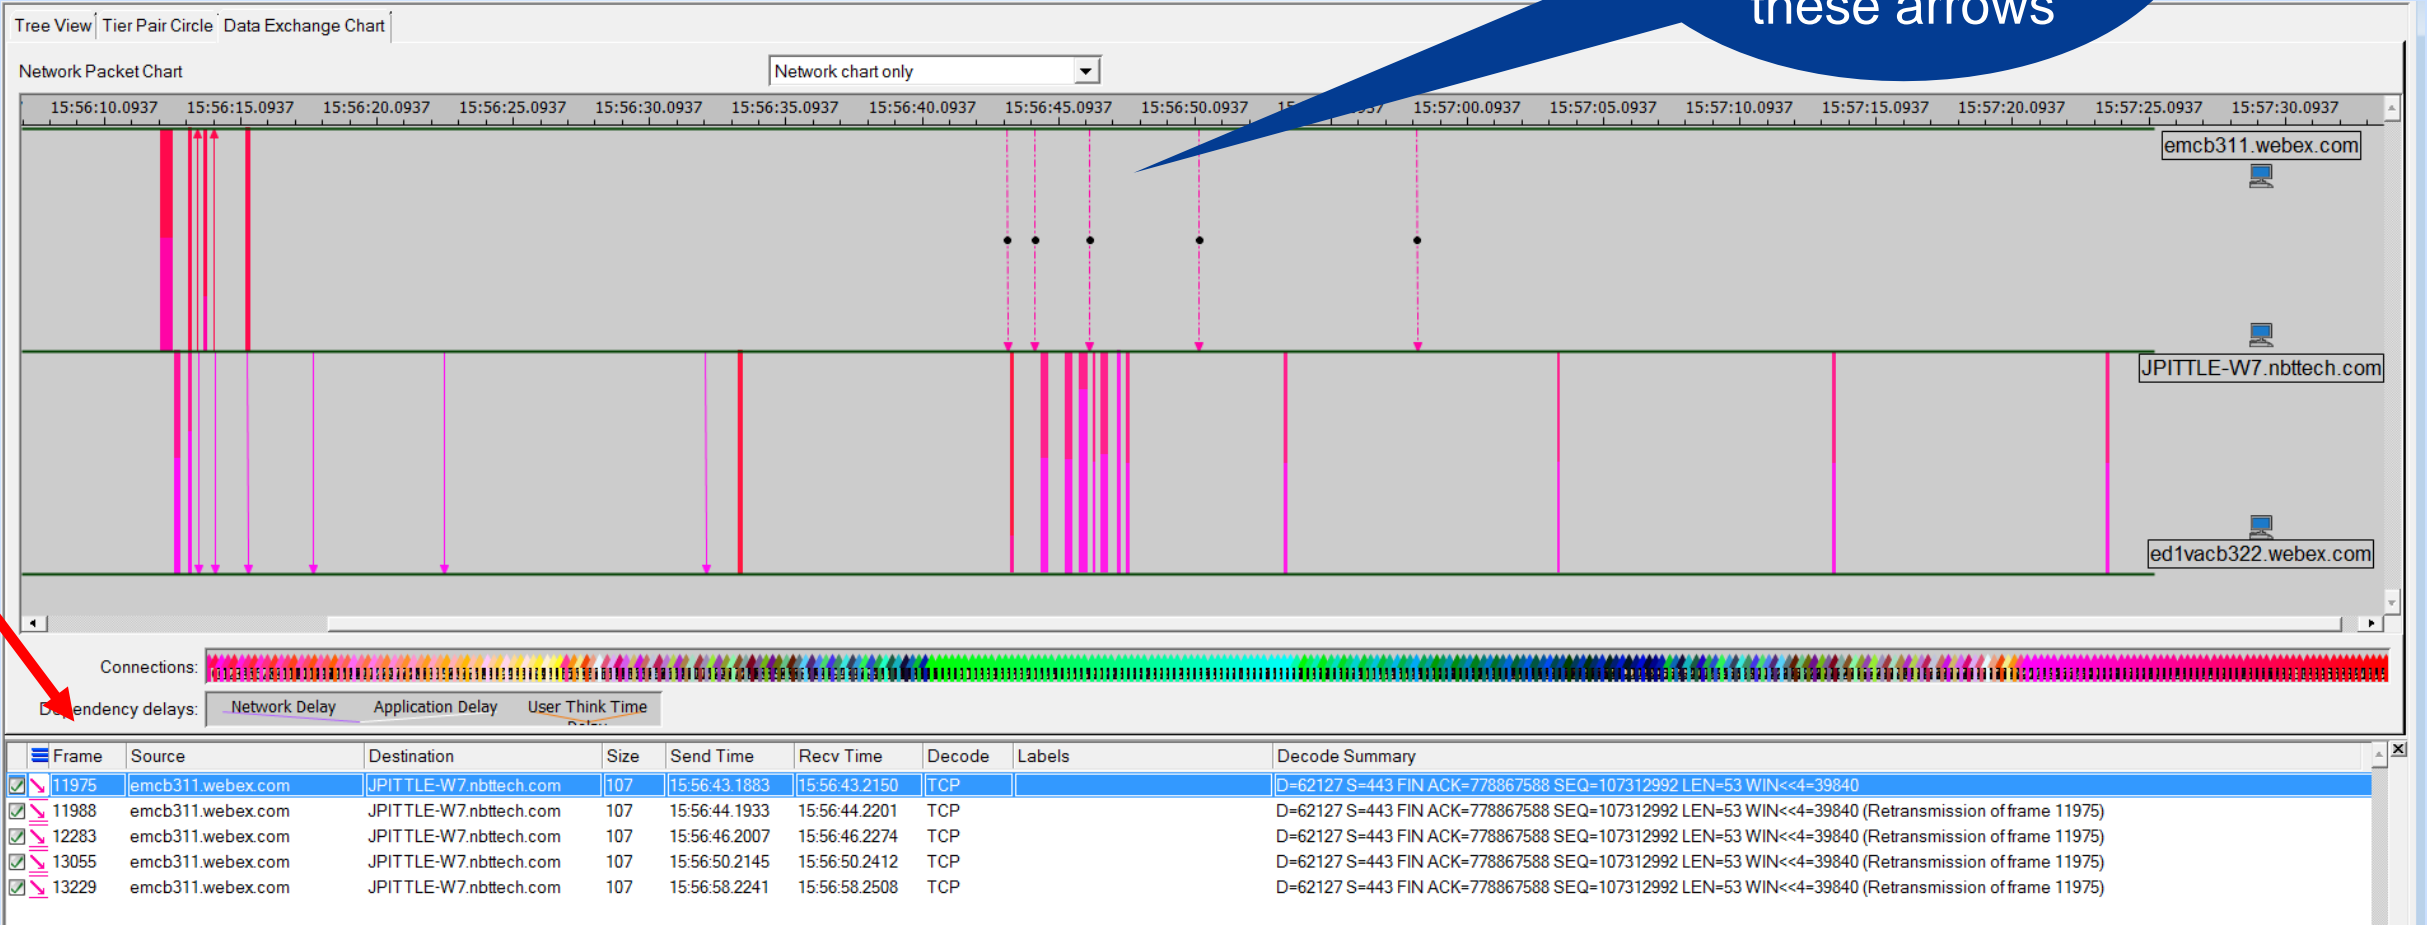 these arrows
Tree View Tier Pair Circle Data Exchange Chart
Network Packet Chart Network chart only
15:56:10.0937 15:56:15.0937 15:56:20.0937 15:56:25.0937 15:56:30.0937 15:56:35.0937 15:56:40.0937 15:56:45.0937 15:56:50.0937 15:57:00.0937 15:57:05.0937 15:57:10.0937 15:57:15.0937 15:57:20.0937 15:57:25.0937 15:57:30.0937
emcb311.webex.com
JPITTLE-W7.nbttech.com
ed1vacb322.webex.com
Connections:
Dependency delays: Network Delay Application Delay User Think Time
Frame Source Destination Size Send Time Recv Time Decode Labels Decode Summary
11975 emcb311.webex.com JPITTLE-W7.nbttech.com 107 15:56:43.1883 15:56:43.2150 TCP D=62127 S=443 FIN ACK=778867588 SEQ=107312992 LEN=53 WIN<<4=39840
11988 emcb311.webex.com JPITTLE-W7.nbttech.com 107 15:56:44.1933 15:56:44.2201 TCP D=62127 S=443 FIN ACK=778867588 SEQ=107312992 LEN=53 WIN<<4=39840 (Retransmission of frame 11975)
12283 emcb311.webex.com JPITTLE-W7.nbttech.com 107 15:56:46.2007 15:56:46.2274 TCP D=62127 S=443 FIN ACK=778867588 SEQ=107312992 LEN=53 WIN<<4=39840 (Retransmission of frame 11975)
13055 emcb311.webex.com JPITTLE-W7.nbttech.com 107 15:56:50.2145 15:56:50.2412 TCP D=62127 S=443 FIN ACK=778867588 SEQ=107312992 LEN=53 WIN<<4=39840 (Retransmission of frame 11975)
13229 emcb311.webex.com JPITTLE-W7.nbttech.com 107 15:56:58.2241 15:56:58.2508 TCP D=62127 S=443 FIN ACK=778867588 SEQ=107312992 LEN=53 WIN<<4=39840 (Retransmission of frame 11975)